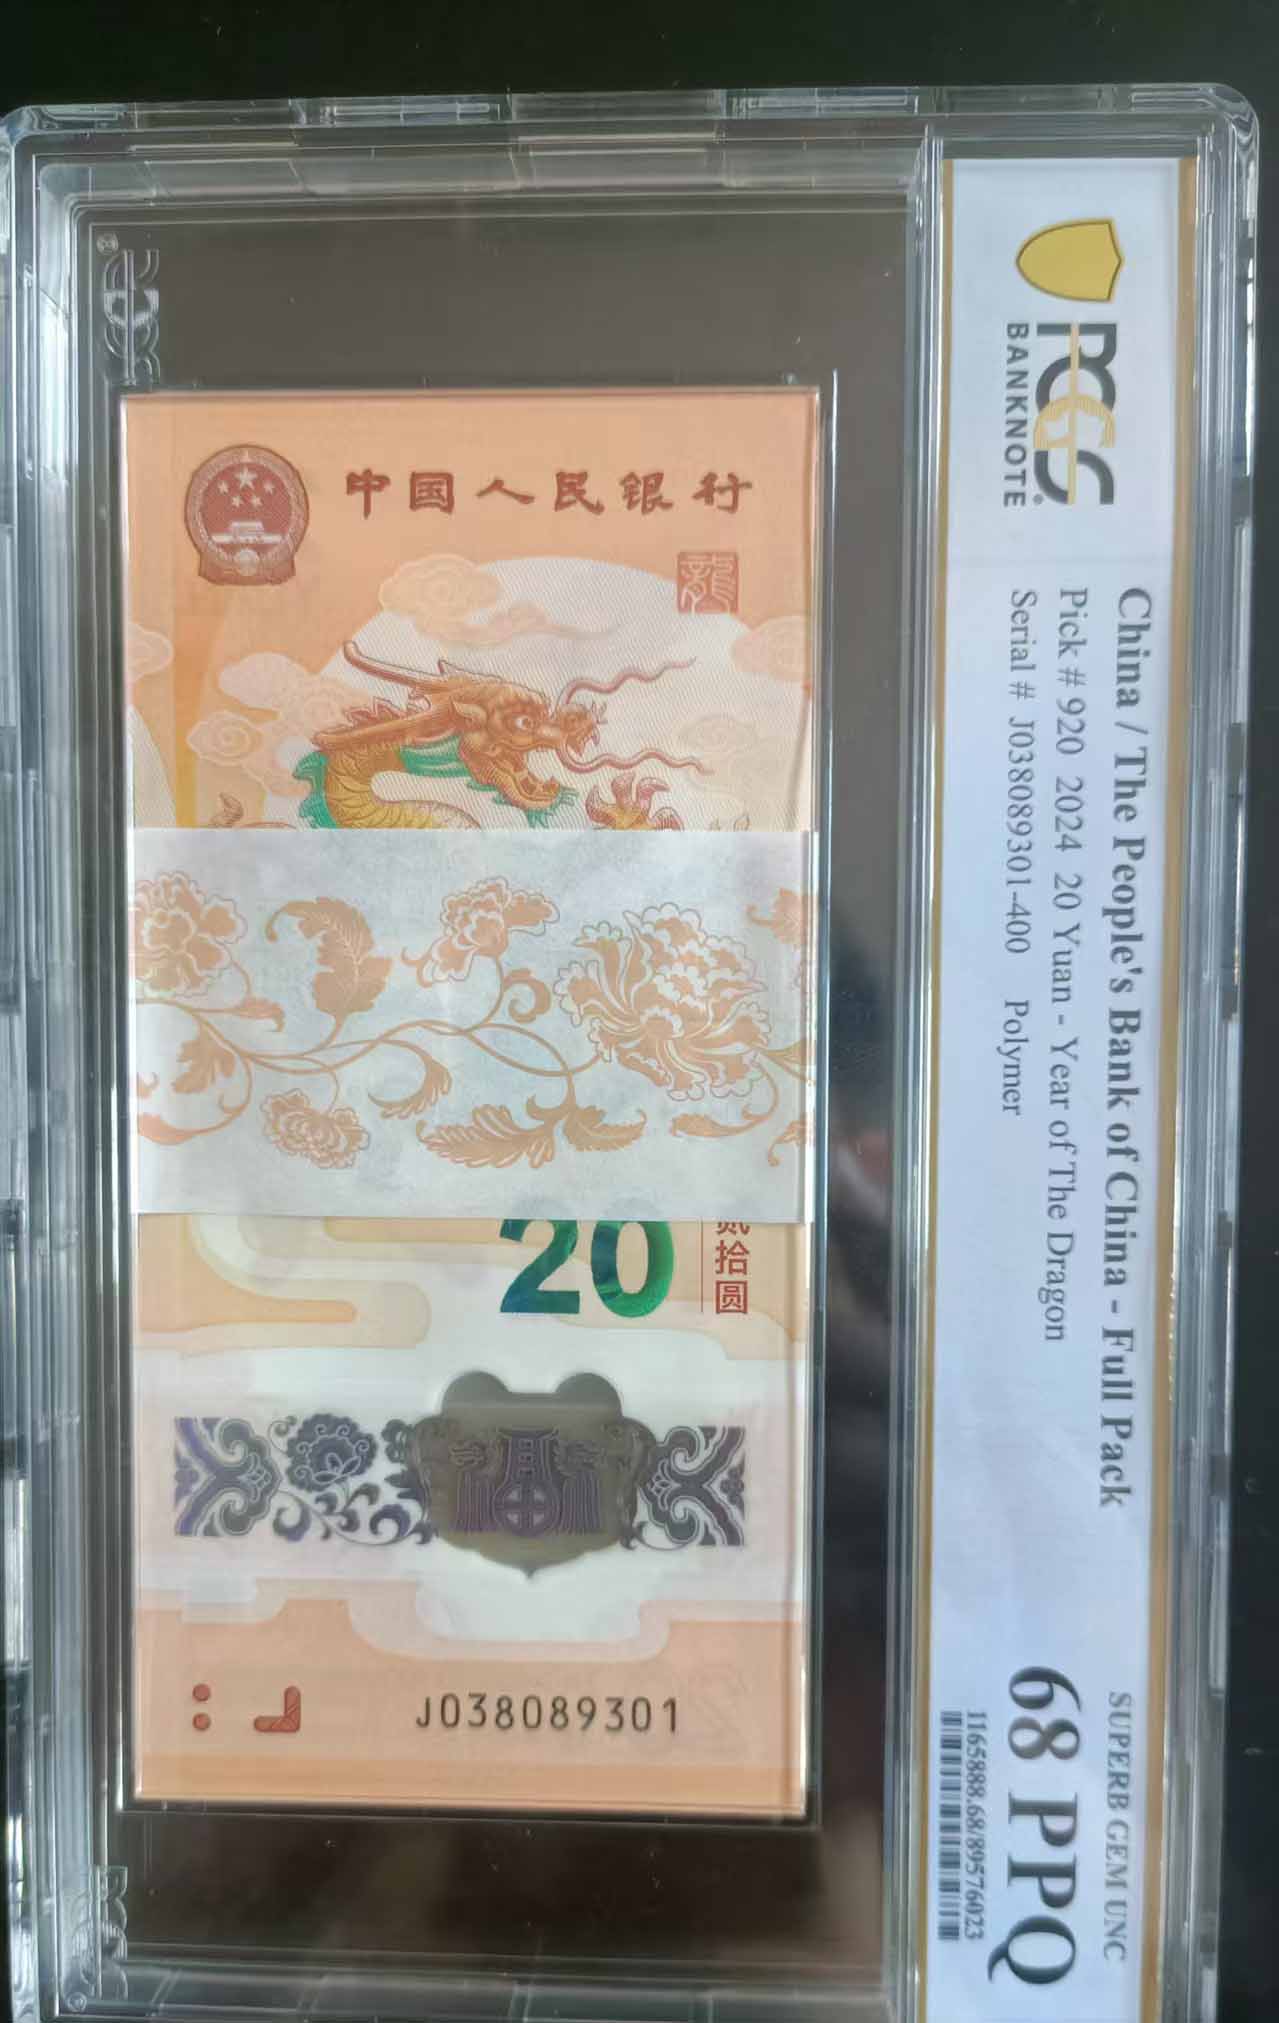 PCGS
BANKNOTE
China / The People's Bank of China - Full Pack
Pick # 920 2024 20 Yuan - Year of The Dragon
Serial # J038089301-400 Polymer
SUPERB GEM UNC
68 PPQ
1165888.68/89576023
中国人民银行
龍
20
贰拾圆
J038089301